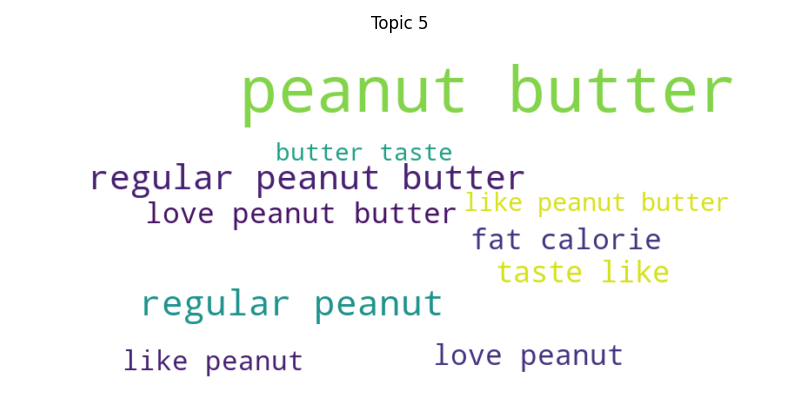 Topic 5
peanut butter
butter taste
regular peanut butter
like peanut butter
love peanut butter
fat calorie
taste like
regular peanut
love peanut
like peanut